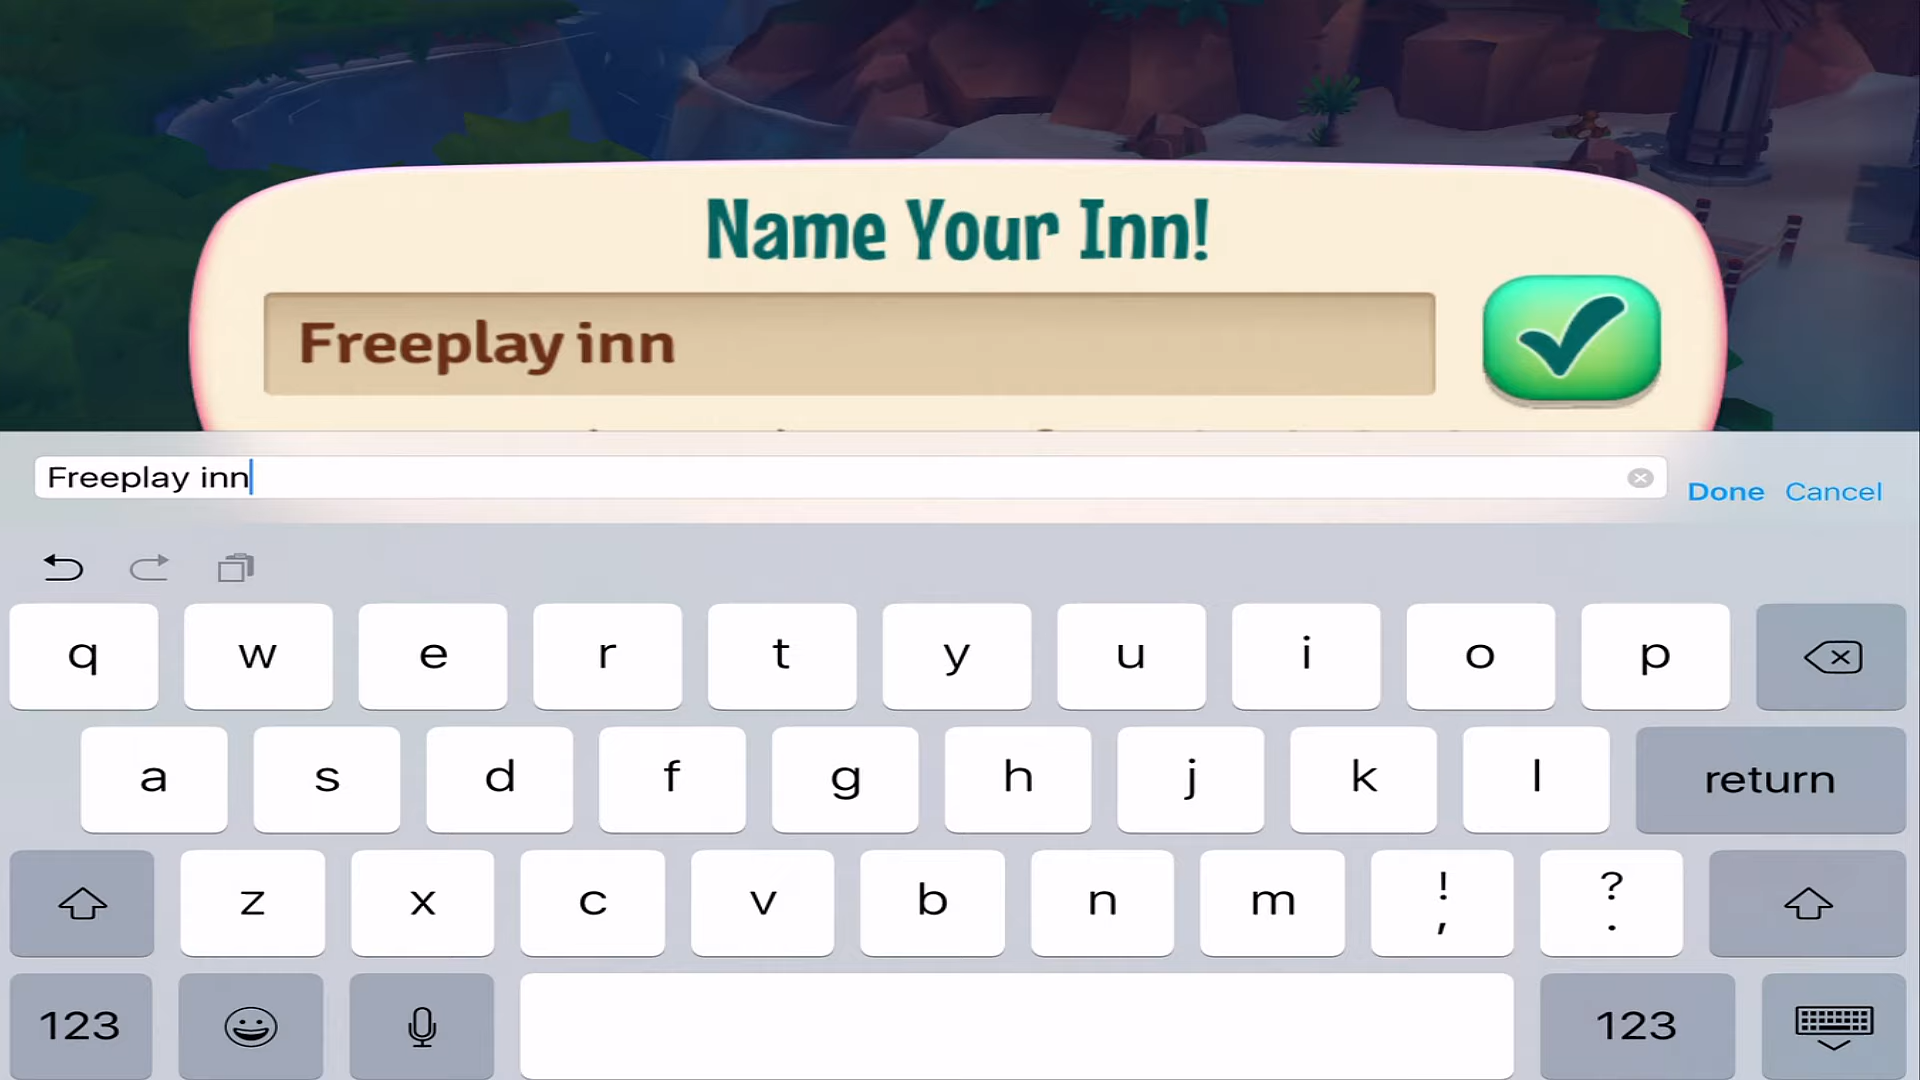 Name Your Inn!
Freeplay inn
Freeplay inn
Done Cancel
q w e r t y u i o p
a s d f g h j k l return
z x c v b n m ! , ? .
123 123